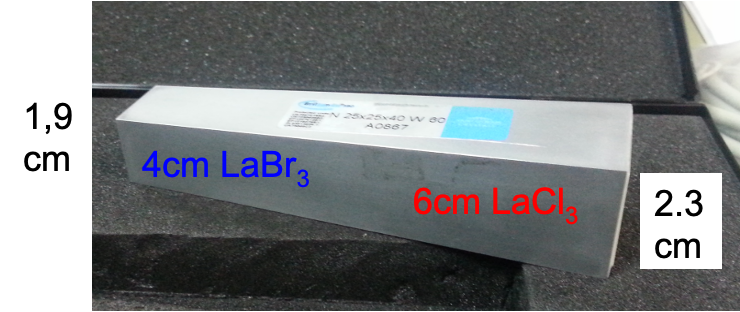 1,9
cm
N 25x25x40 W 60
A0867
4cm LaBr₃
6cm LaCl₃
2.3
cm